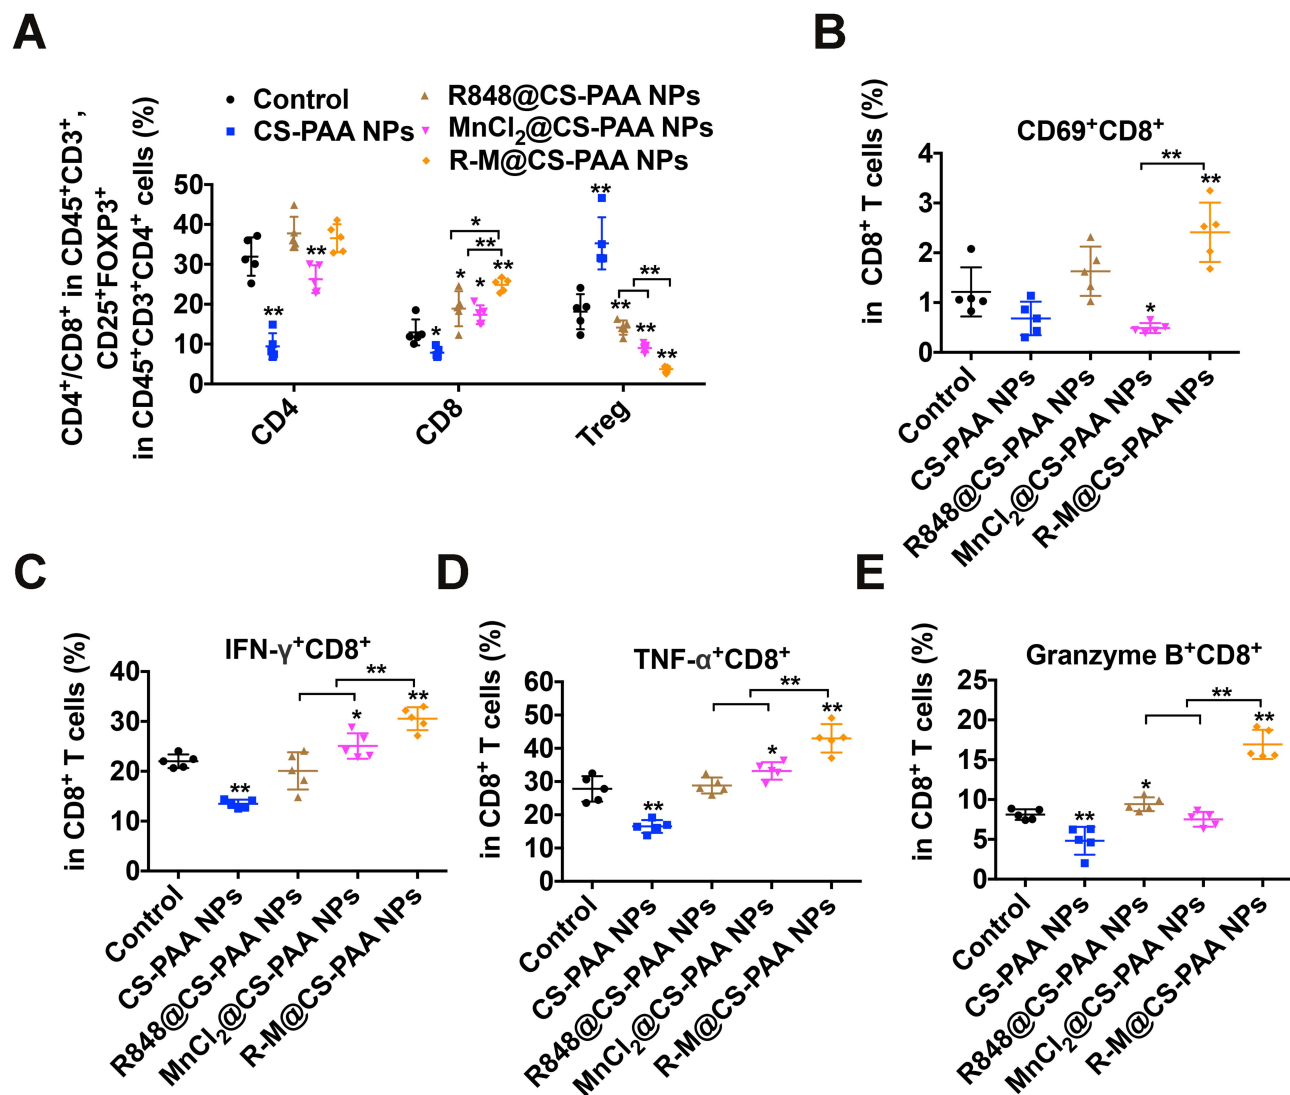 A
CD4⁺/CD8⁺ in CD45⁺CD3⁺,
CD25⁺FOXP3⁺
in CD45⁺CD3⁺CD4⁺ cells (%)
Control
CS-PAA NPs
R848@CS-PAA NPs
MnCl₂@CS-PAA NPs
R-M@CS-PAA NPs
50
40
30
20
10
0
**
**
*
*
*
**
*
**
**
**
**
**
**
CD4
CD8
Treg
B
CD69⁺CD8⁺
in CD8⁺ T cells (%)
4
3
2
1
0
**
**
*
Control
CS-PAA NPs
R848@CS-PAA NPs
MnCl₂@CS-PAA NPs
R-M@CS-PAA NPs
C
IFN-γ⁺CD8⁺
in CD8⁺ T cells (%)
40
30
20
10
0
**
**
*
**
Control
CS-PAA NPs
R848@CS-PAA NPs
MnCl₂@CS-PAA NPs
R-M@CS-PAA NPs
D
TNF-α⁺CD8⁺
in CD8⁺ T cells (%)
60
50
40
30
20
10
0
**
**
*
**
Control
CS-PAA NPs
R848@CS-PAA NPs
MnCl₂@CS-PAA NPs
R-M@CS-PAA NPs
E
Granzyme B⁺CD8⁺
in CD8⁺ T cells (%)
25
20
15
10
5
0
**
**
*
**
Control
CS-PAA NPs
R848@CS-PAA NPs
MnCl₂@CS-PAA NPs
R-M@CS-PAA NPs